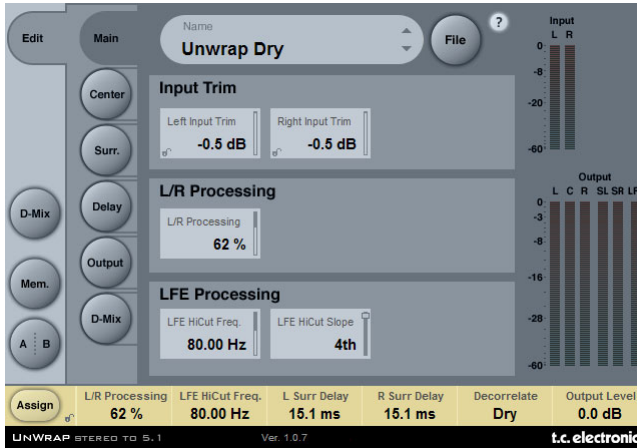 Edit
Main
Name
Unwrap Dry
File
?
Input
L R
0
-8
-20
-60
Center
Input Trim
Left Input Trim
-0.5 dB
Right Input Trim
-0.5 dB
Surr.
Output
L C R SL SR LF
0
-3
-8
-16
-28
-60
D-Mix
Delay
L/R Processing
L/R Processing
62 %
Mem.
Output
LFE Processing
LFE HiCut Freq.
80.00 Hz
LFE HiCut Slope
4th
A B
D-Mix
Assign
L/R Processing
62 %
LFE HiCut Freq.
80.00 Hz
L Surr Delay
15.1 ms
R Surr Delay
15.1 ms
Decorrelate
Dry
Output Level
0.0 dB
UNWRAP STEREO TO 5.1
Ver. 1.0.7
t.c. electronic